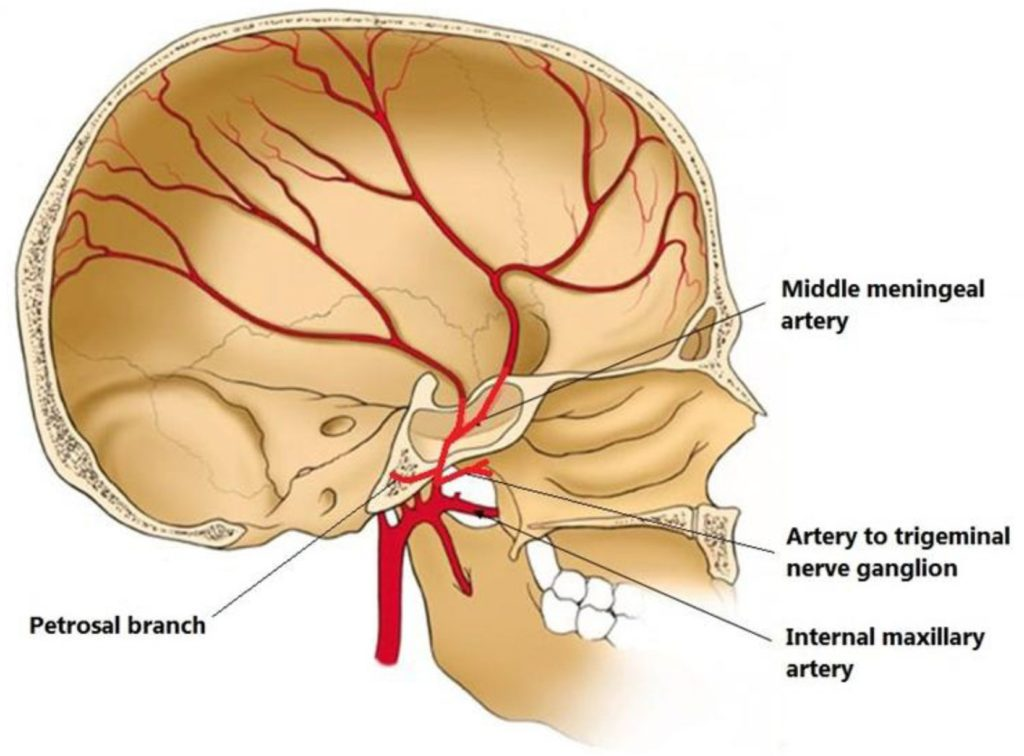 Middle meningeal
artery
Artery to trigeminal
nerve ganglion
Petrosal branch
Internal maxillary
artery